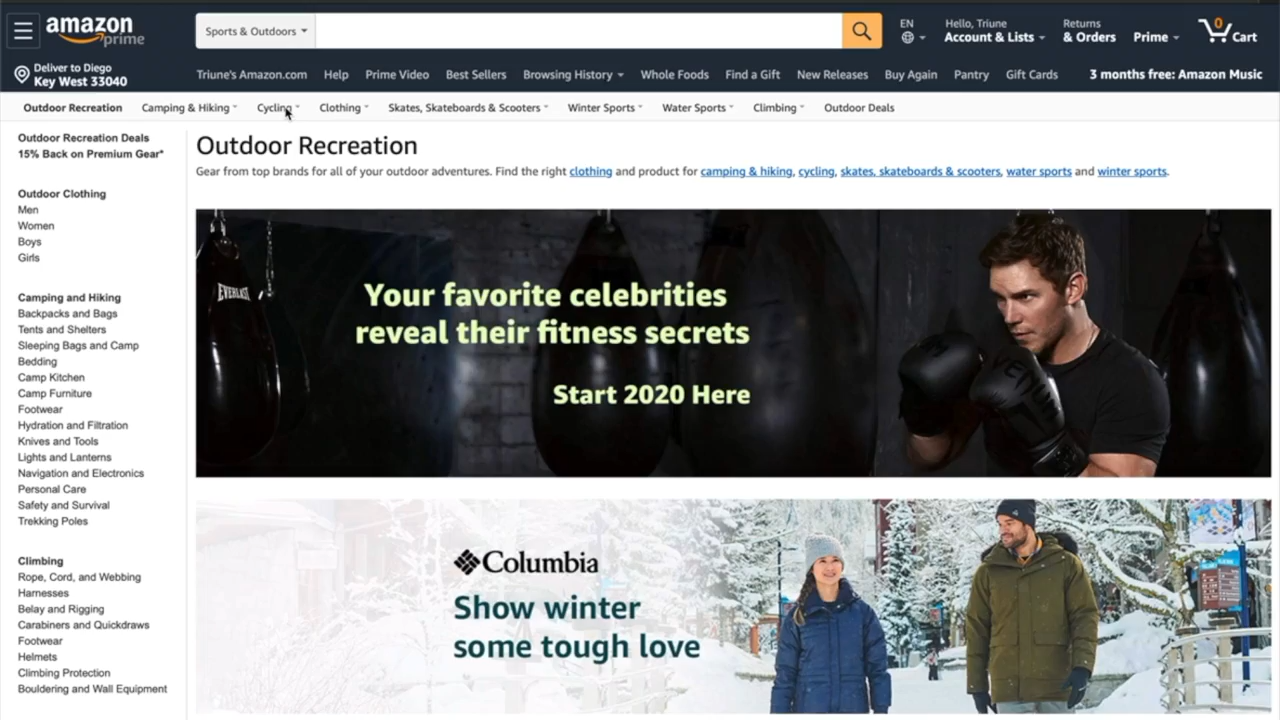 amazon
prime
Sports & Outdoors
EN
Hello, Triune
Account & Lists
Returns
& Orders
Prime
0
Cart
Deliver to Diego
Key West 33040
Triune's Amazon.com
Help
Prime Video
Best Sellers
Browsing History
Whole Foods
Find a Gift
New Releases
Buy Again
Pantry
Gift Cards
3 months free: Amazon Music
Outdoor Recreation
Camping & Hiking
Cycling
Clothing
Skates, Skateboards & Scooters
Winter Sports
Water Sports
Climbing
Outdoor Deals
Outdoor Recreation Deals
15% Back on Premium Gear*
Outdoor Clothing
Men
Women
Boys
Girls
Camping and Hiking
Backpacks and Bags
Tents and Shelters
Sleeping Bags and Camp
Bedding
Camp Kitchen
Camp Furniture
Footwear
Hydration and Filtration
Knives and Tools
Lights and Lanterns
Navigation and Electronics
Personal Care
Safety and Survival
Trekking Poles
Climbing
Rope, Cord, and Webbing
Harnesses
Belay and Rigging
Carabiners and Quickdraws
Footwear
Helmets
Climbing Protection
Bouldering and Wall Equipment
Outdoor Recreation
Gear from top brands for all of your outdoor adventures. Find the right clothing and product for camping & hiking, cycling, skates, skateboards & scooters, water sports and winter sports.
EVERLAST
Your favorite celebrities
reveal their fitness secrets
Start 2020 Here
VENUM
Columbia
Show winter
some tough love